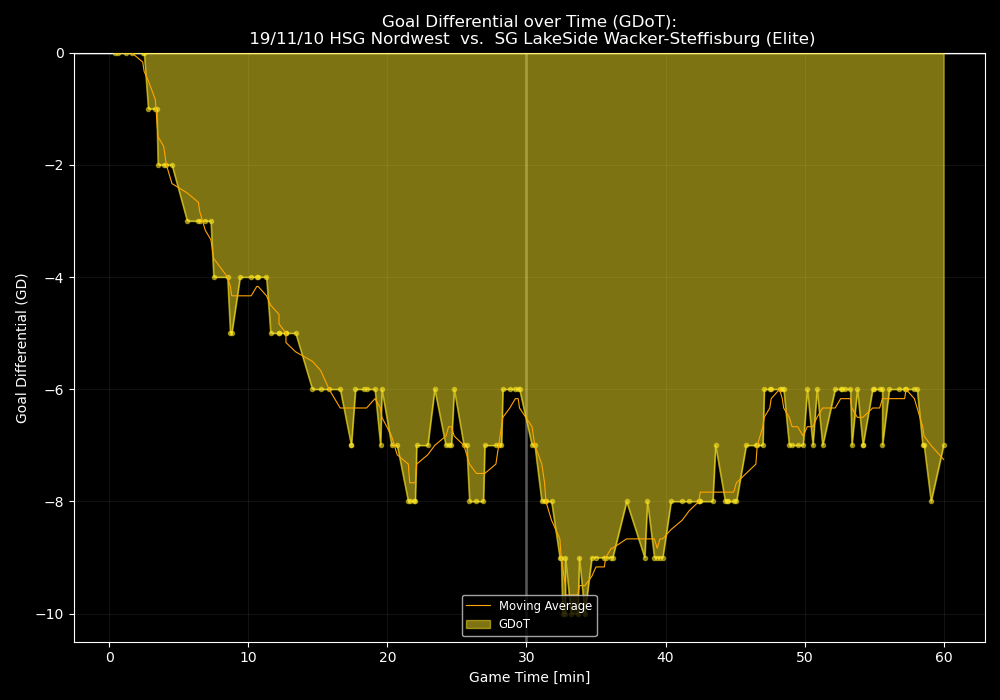 Goal Differential over Time (GDoT):
19/11/10 HSG Nordwest  vs.  SG LakeSide Wacker-Steffisburg (Elite)
Goal Differential (GD)
0
−2
−4
−6
−8
−10
Moving Average
GDoT
0 10 20 30 40 50 60
Game Time [min]